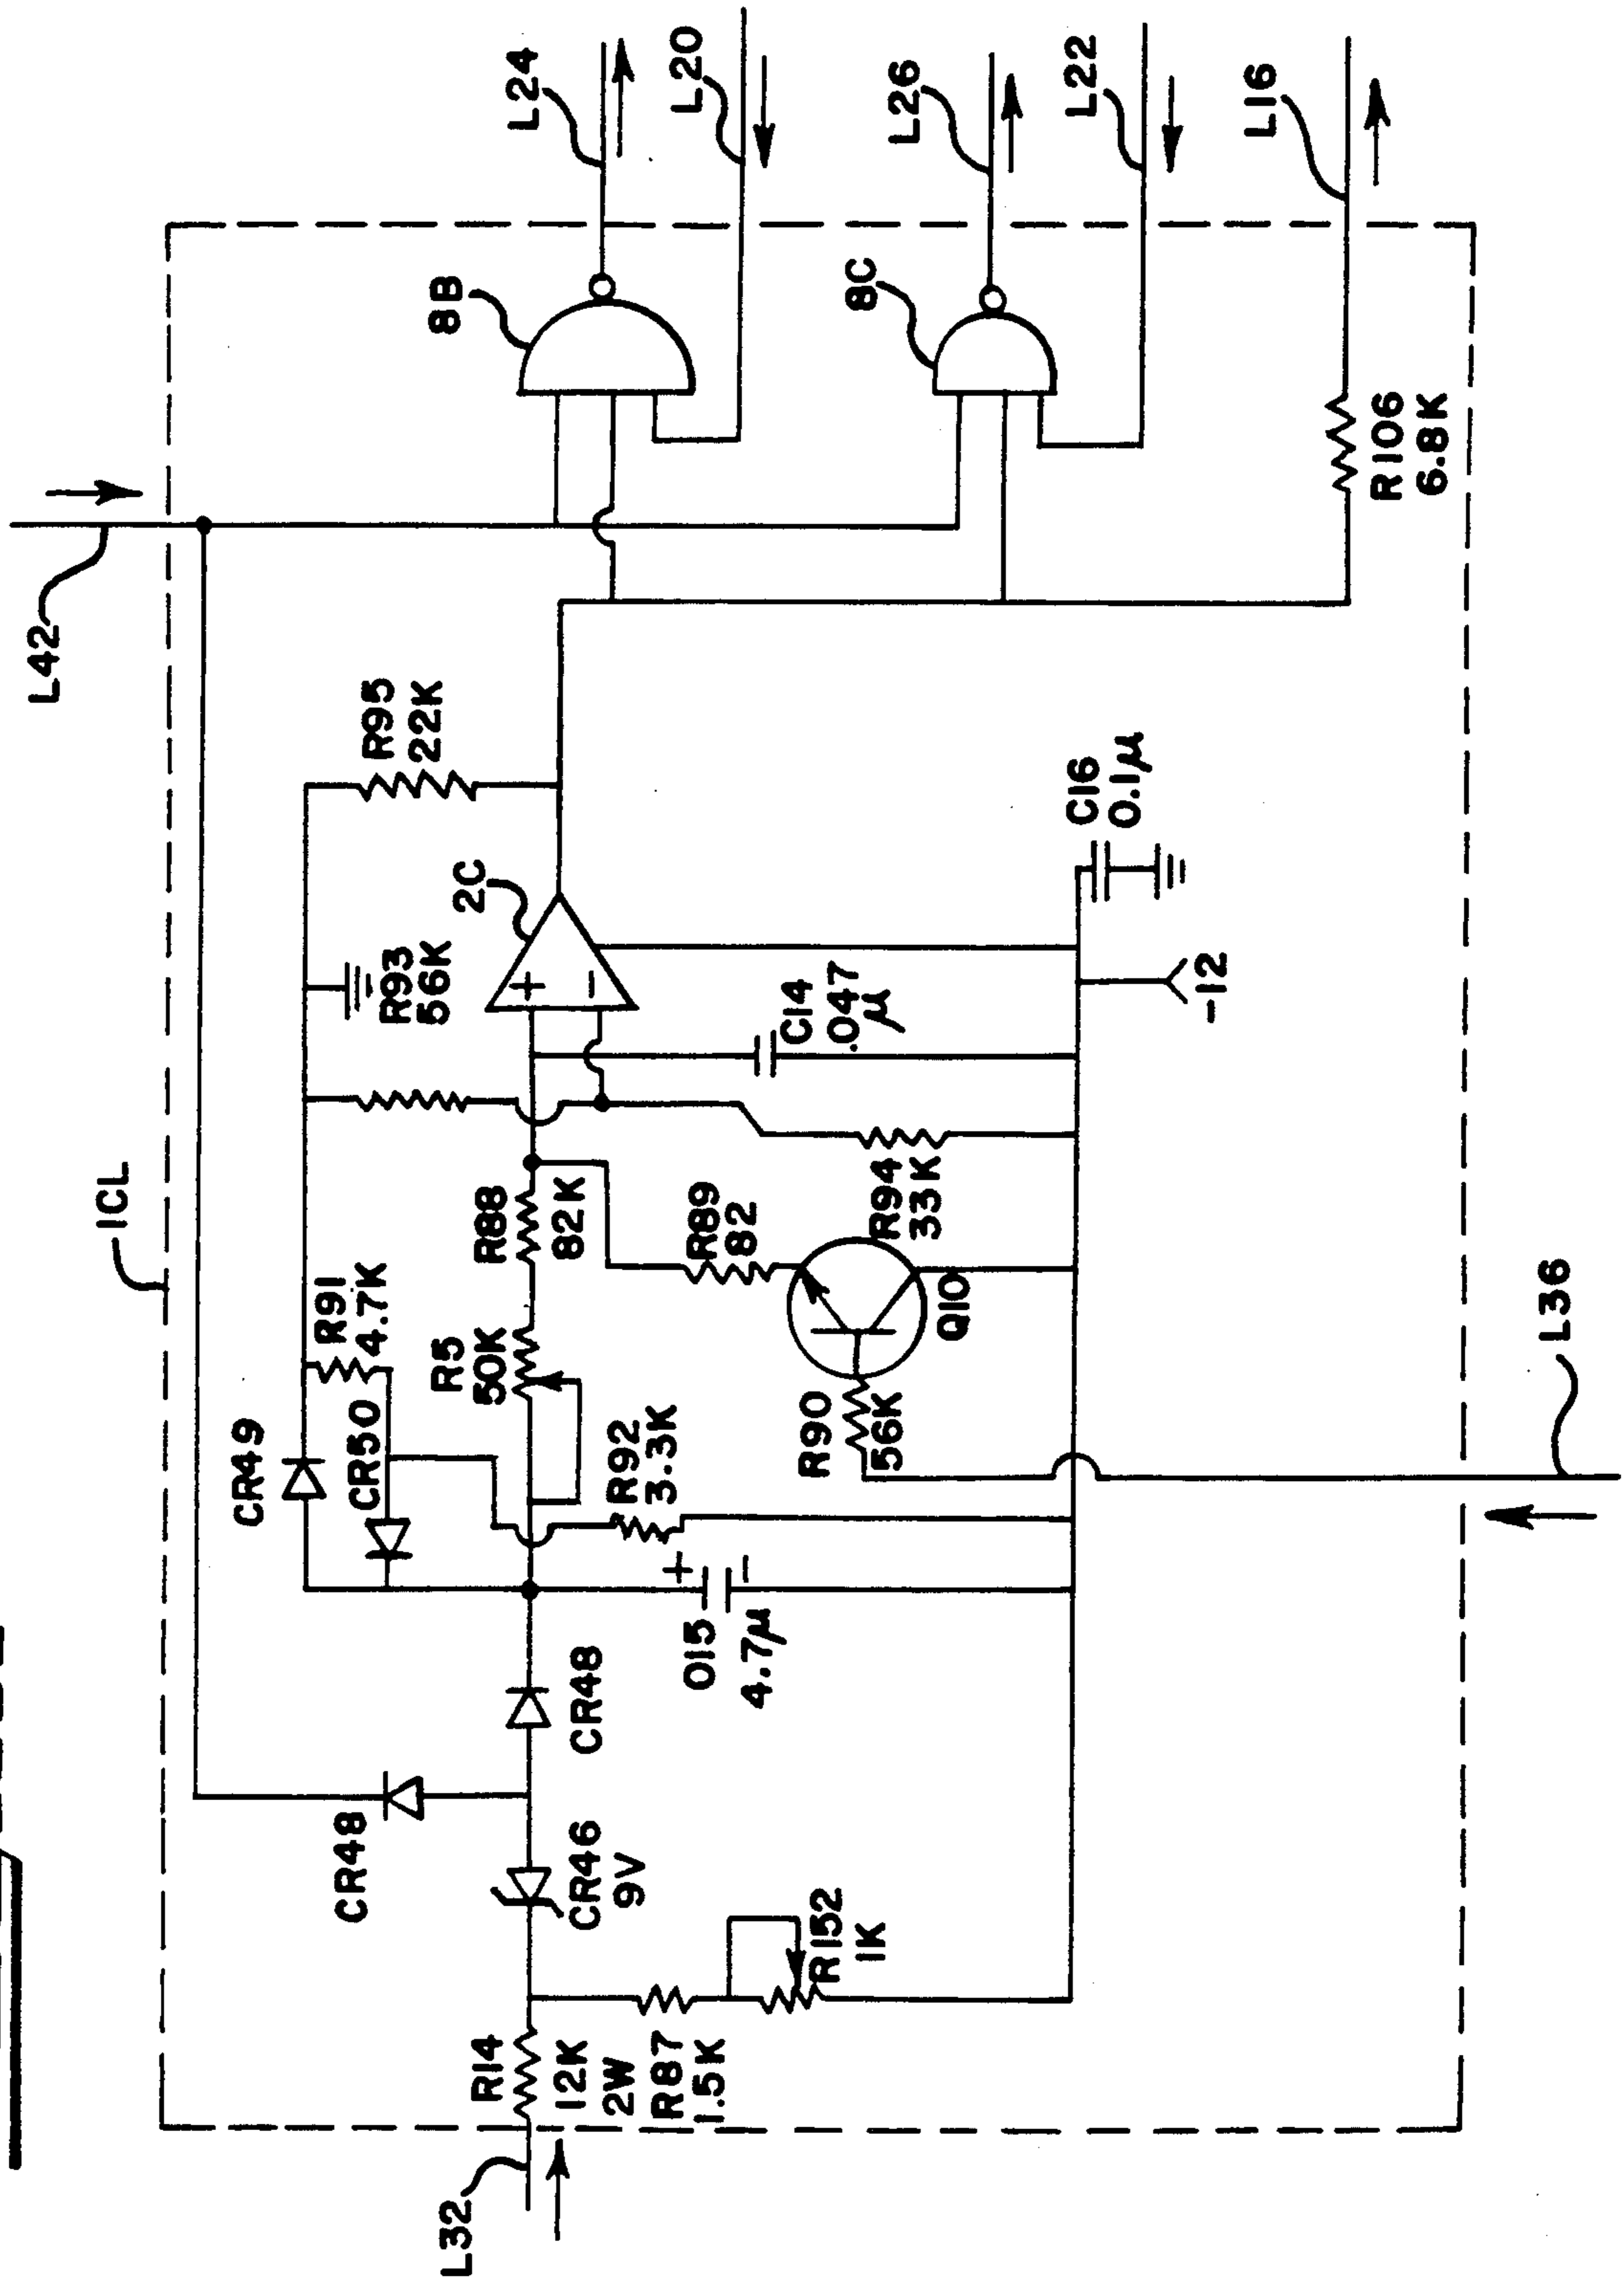 L42
L24
L20
L26
L22
L16
8B
8C
R106
6.8K
1CL
R95
22K
2C
R93
56K
+
−
C14
.047
µ
C16
0.1µ
-12
R94
33K
R88
82K
R89
82
Q10
R90
56K
L36
R91
4.7K
R5
50K
CR49
CR50
R92
3.3K
+
−
015
4.7µ
CR48
CR48
CR46
9V
R152
1K
R14
12K
2W
R87
1.5K
L32